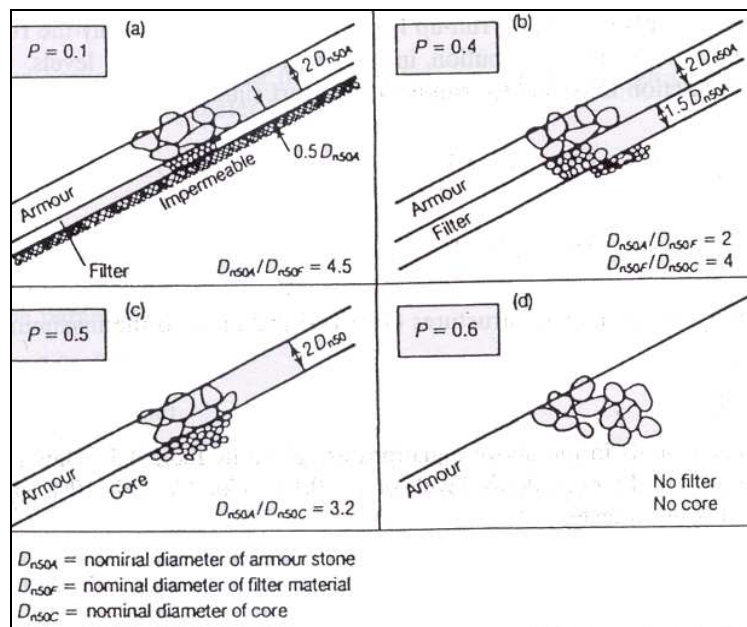 (a)
P = 0.1
2 Dn50A
0.5 Dn50A
Impermeable
Armour
Filter
Dn50A/Dn50F = 4.5
(b)
P = 0.4
2 Dn50A
1.5 Dn50A
Armour
Filter
Dn50A/Dn50F = 2
Dn50F/Dn50C = 4
(c)
P = 0.5
2 Dn50
Armour
Core
Dn50A/Dn50C = 3.2
(d)
P = 0.6
Armour
No filter
No core
Dn50A = nominal diameter of armour stone
Dn50F = nominal diameter of filter material
Dn50C = nominal diameter of core